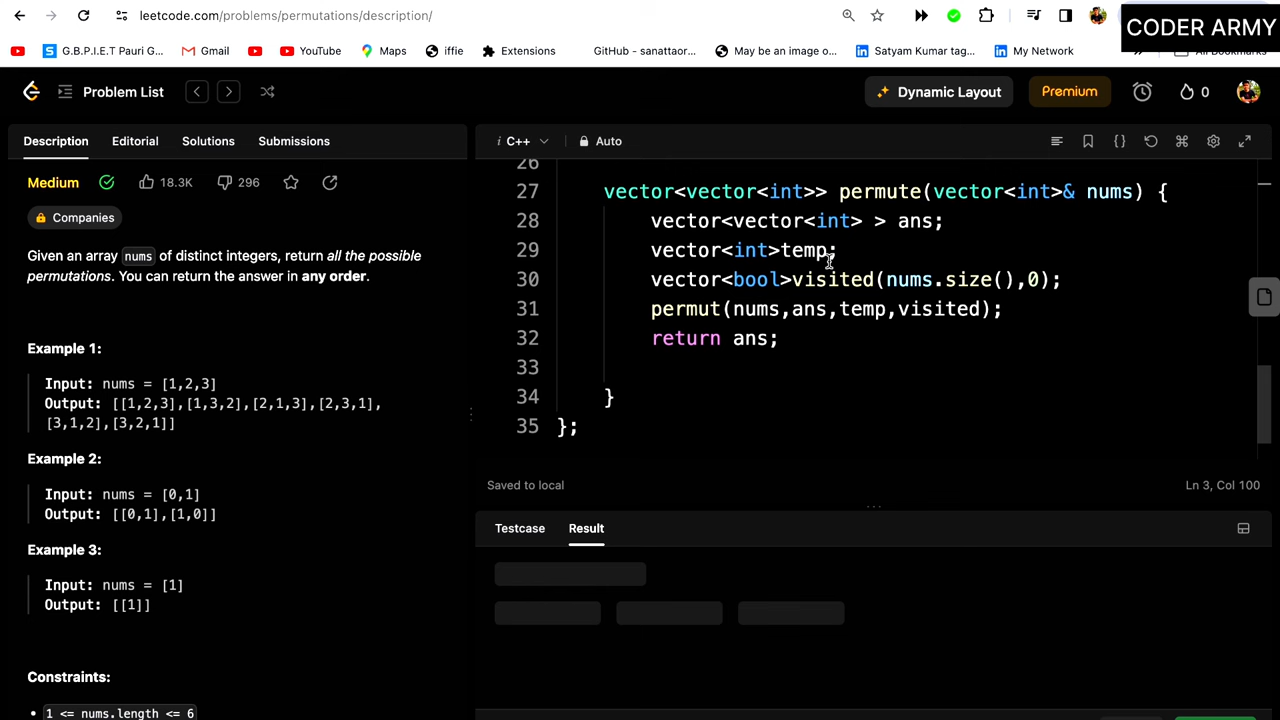 leetcode.com/problems/permutations/description/
CODER ARMY
G.B.P.I.E.T Pauri G...
Gmail
YouTube
Maps
iffie
Extensions
GitHub - sanattaor...
May be an image o...
Satyam Kumar tag...
My Network
All Bookmarks
Problem List
Dynamic Layout
Premium
0
Description Editorial Solutions Submissions
i C++ Auto
Medium 18.3K 296
Companies
Given an array nums of distinct integers, return all the possible
permutations. You can return the answer in any order.
Example 1:
Input: nums = [1,2,3]
Output: [[1,2,3],[1,3,2],[2,1,3],[2,3,1],
[3,1,2],[3,2,1]]
Example 2:
Input: nums = [0,1]
Output: [[0,1],[1,0]]
Example 3:
Input: nums = [1]
Output: [[1]]
Constraints:
1 <= nums.length <= 6
26
27 vector<vector<int>> permute(vector<int>& nums) {
28 vector<vector<int> > ans;
29 vector<int>temp;
30 vector<bool>visited(nums.size(),0);
31 permut(nums,ans,temp,visited);
32 return ans;
33
34 }
35 };
Saved to local Ln 3, Col 100
Testcase Result